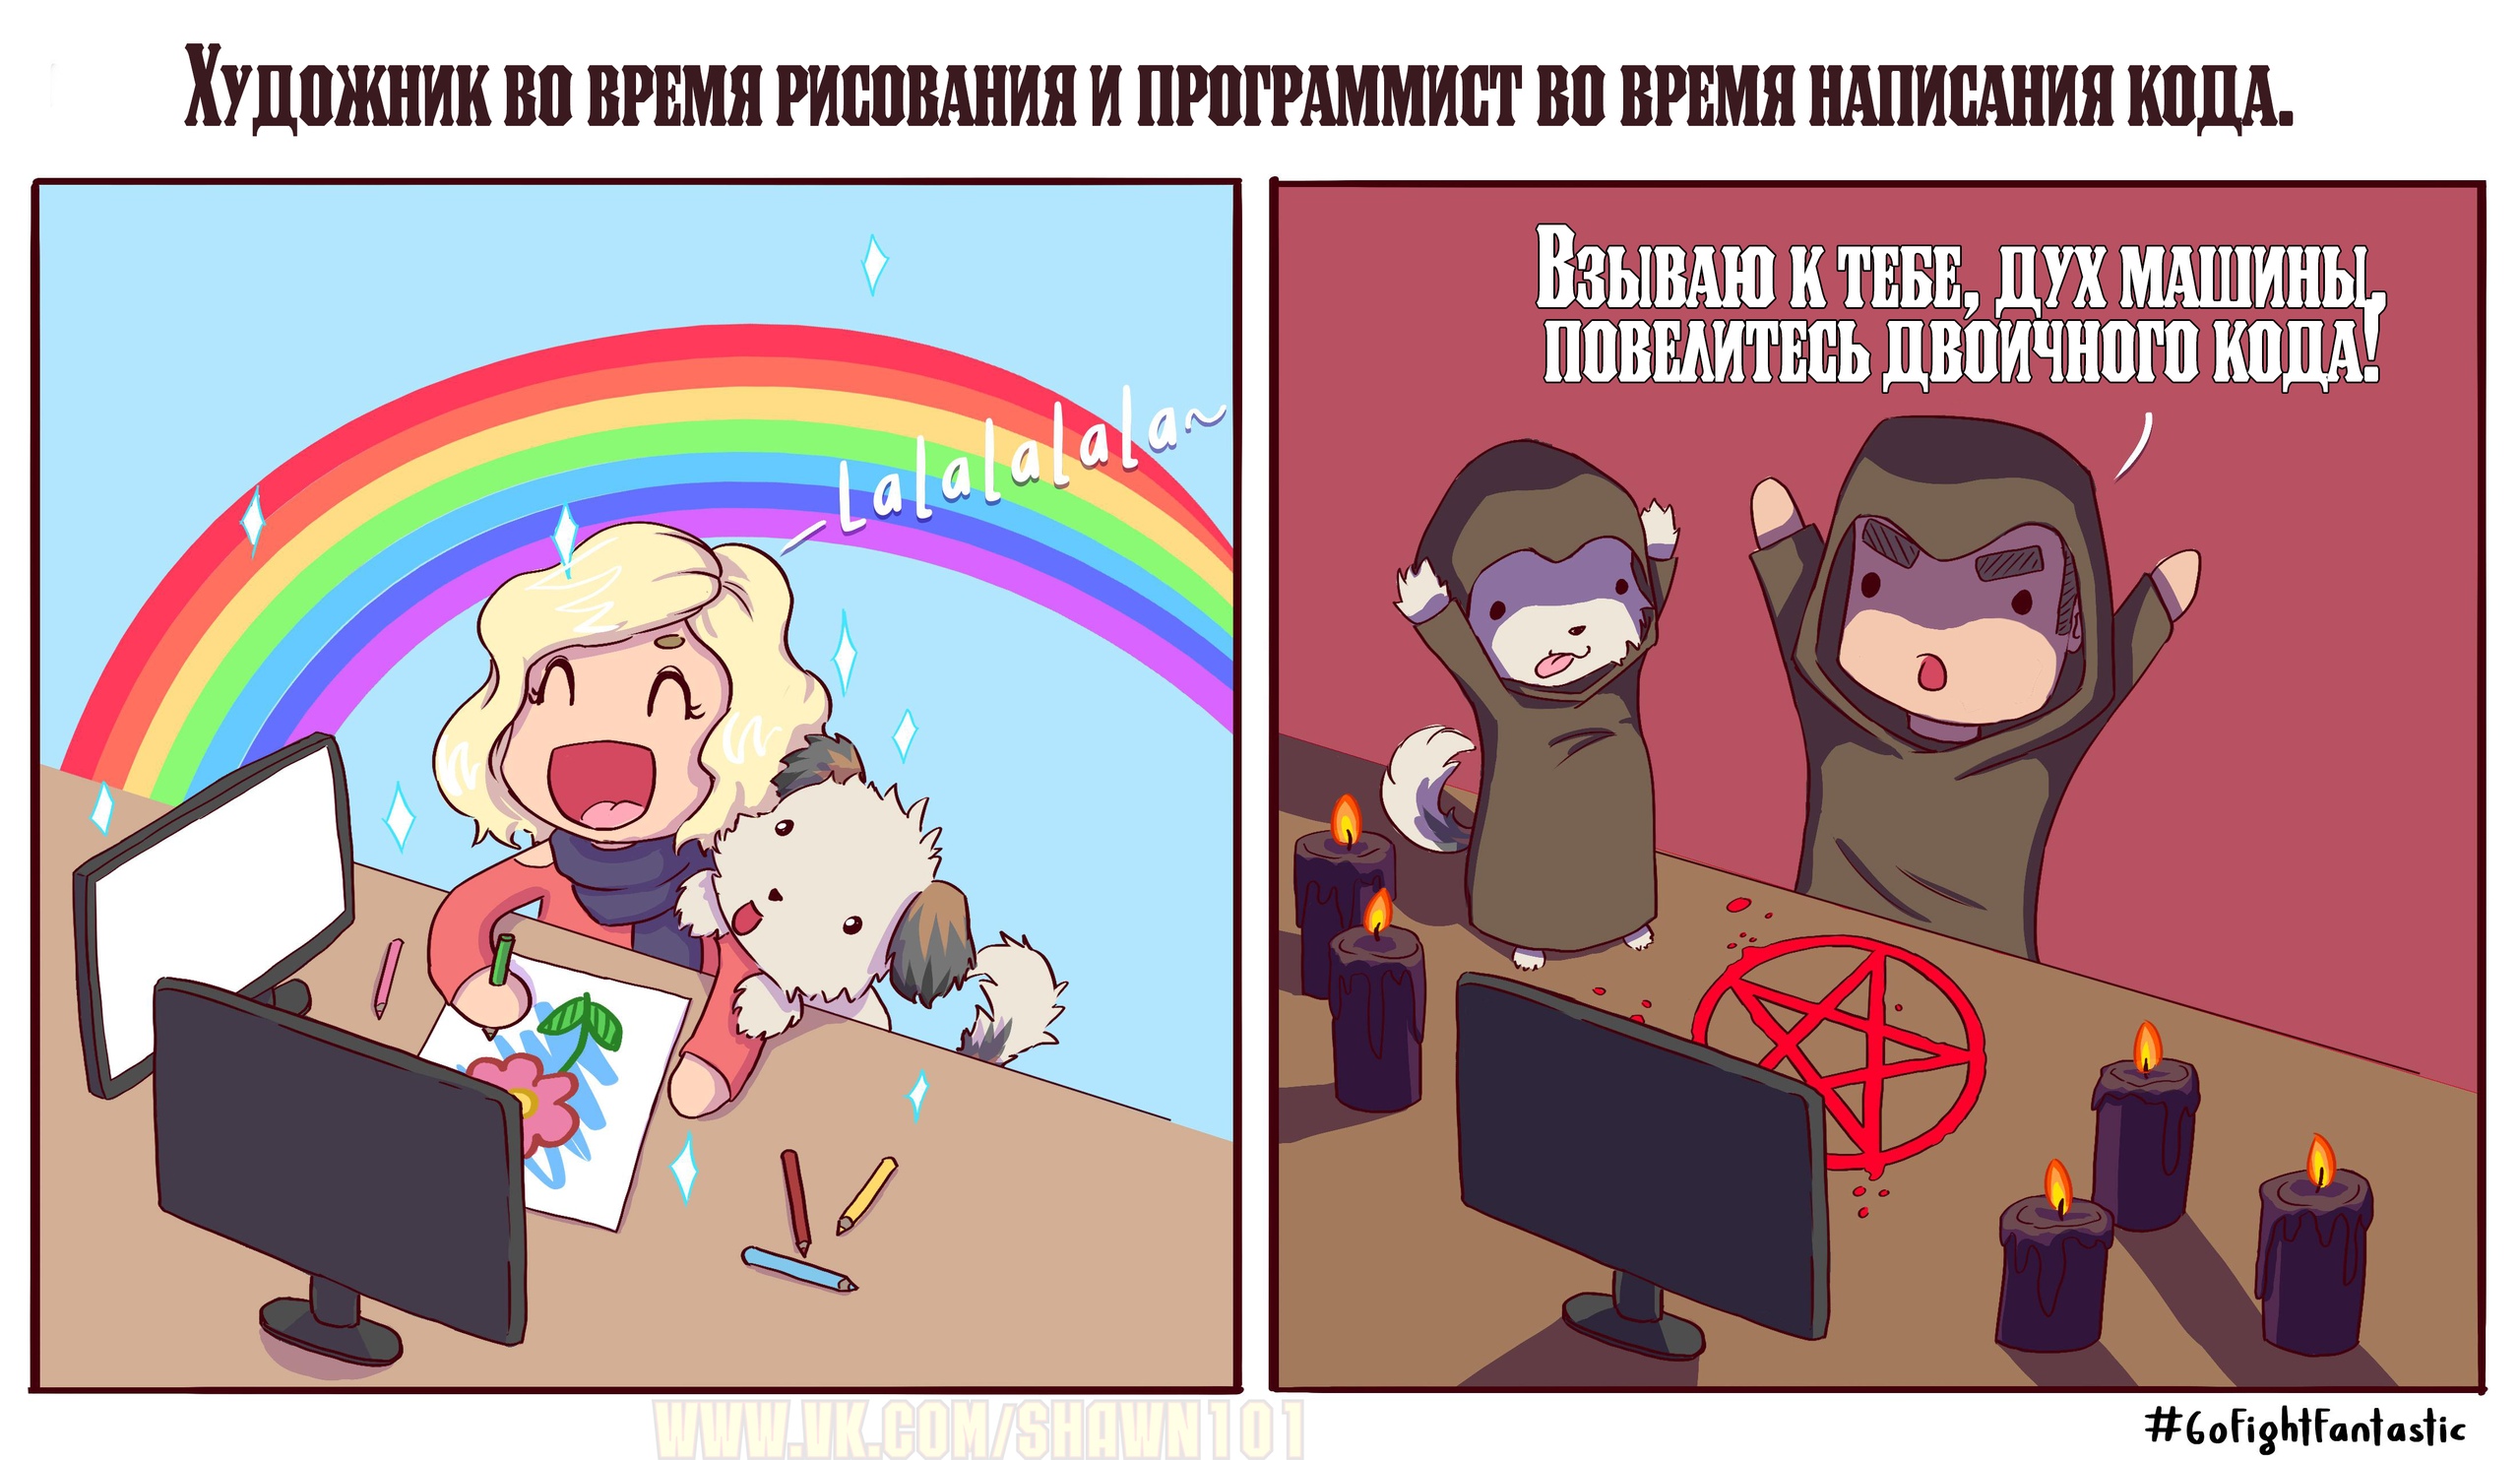 Художник во время рисования и программист во время написания кода.
Lalalalala~
Взываю к тебе, дух машины,
повелитесь двоичного кода!
WWW.VK.COM/SHAWN101
#GoFightFantastic